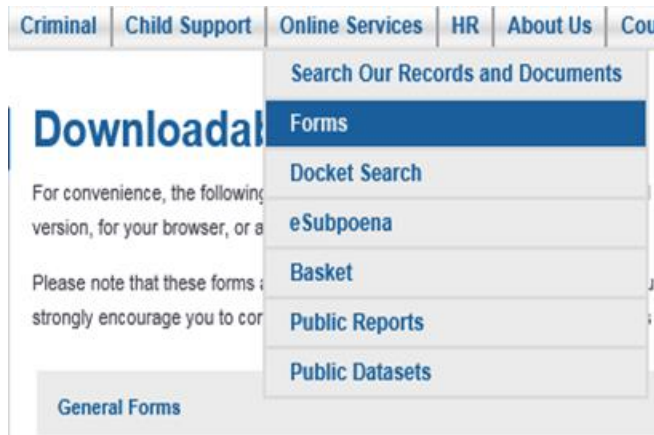 Criminal Child Support Online Services HR About Us
Search Our Records and Documents
Forms
Docket Search
eSubpoena
Basket
Public Reports
Public Datasets
For convenience, the following
version, for your browser, or
Please note that these forms
strongly encourage you to
General Forms